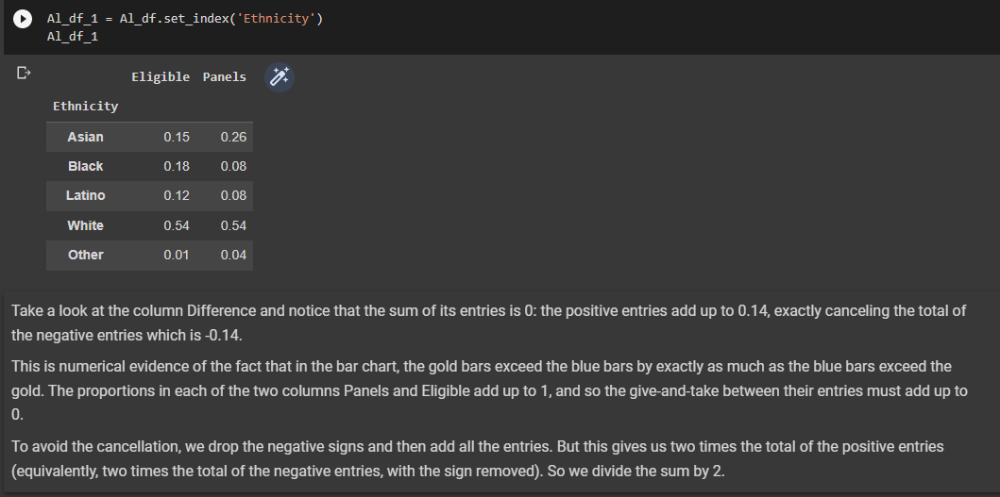 Al_df_1 = Al_df.set_index('Ethnicity')
Al_df_1
Eligible Panels
Ethnicity
Asian 0.15 0.26
Black 0.18 0.08
Latino 0.12 0.08
White 0.54 0.54
Other 0.01 0.04
Take a look at the column Difference and notice that the sum of its entries is 0: the positive entries add up to 0.14, exactly canceling the total of
the negative entries which is -0.14.
This is numerical evidence of the fact that in the bar chart, the gold bars exceed the blue bars by exactly as much as the blue bars exceed the
gold. The proportions in each of the two columns Panels and Eligible add up to 1, and so the give-and-take between their entries must add up to
0.
To avoid the cancellation, we drop the negative signs and then add all the entries. But this gives us two times the total of the positive entries
(equivalently, two times the total of the negative entries, with the sign removed). So we divide the sum by 2.